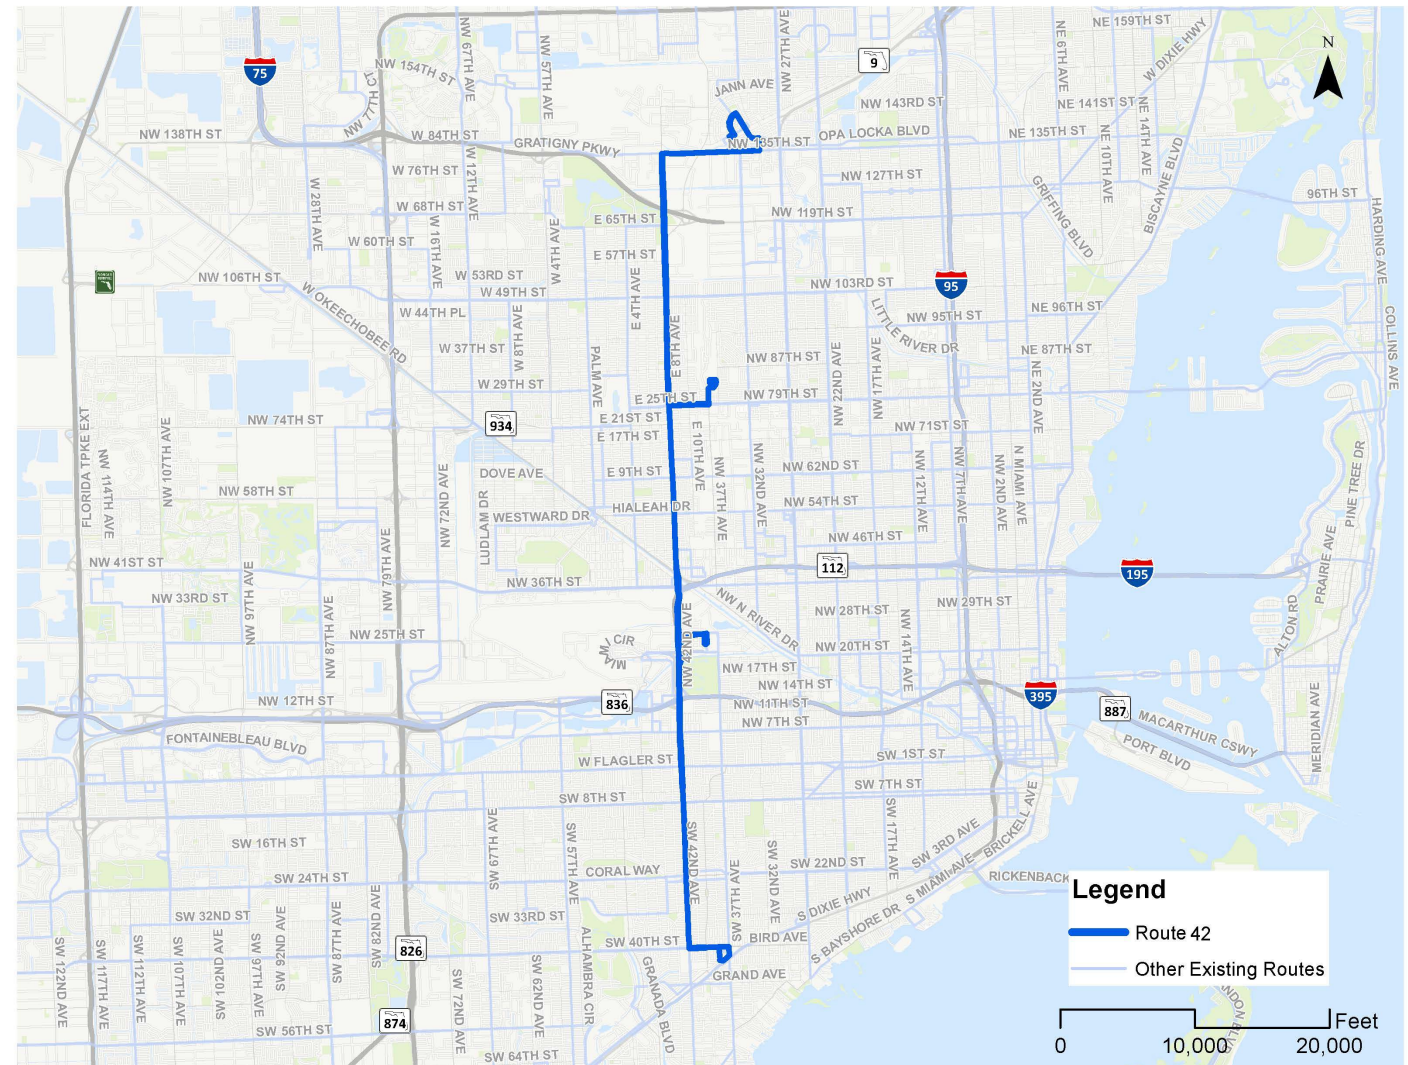 NE 159TH ST
N
75
NW 67TH AVE
NW 57TH AVE
NW 27TH AVE
9
NE 6TH AVE
W DIXIE HWY
NW 154TH ST
NW 77TH CT
JANN AVE
NW 143RD ST
NE 141ST ST
NE 14TH AVE
NW 138TH ST
W 84TH ST
GRATIGNY PKWY
NW 135TH ST
OPA LOCKA BLVD
NE 135TH ST
NE 10TH AVE
BISCAYNE BLVD
W 76TH ST
W 12TH AVE
NW 127TH ST
W 28TH AVE
W 68TH ST
W 16TH AVE
E 65TH ST
NW 119TH ST
GRIFFING BLVD
96TH ST
HARDING AVE
W 60TH ST
W 4TH AVE
E 57TH ST
NW 106TH ST
W 53RD ST
W 49TH ST
E 4TH AVE
NW 103RD ST
95
W OKEECHOBEE RD
W 44TH PL
W 8TH AVE
E 8TH AVE
LITTLE RIVER DR
NW 95TH ST
NE 96TH ST
COLLINS AVE
W 37TH ST
PALM AVE
NW 87TH ST
NW 22ND AVE
NW 17TH AVE
NE 87TH ST
NE 2ND AVE
W 29TH ST
E 25TH ST
NW 79TH ST
934
NW 74TH ST
E 21ST ST
E 17TH ST
NW 71ST ST
FLORIDA TPKE EXT
NW 114TH AVE
NW 107TH AVE
E 10TH AVE
NW 37TH AVE
NW 32ND AVE
NW 62ND ST
NW 12TH AVE
NW 7TH AVE
NW 2ND AVE
N MIAMI AVE
PINE TREE DR
DOVE AVE
E 9TH ST
NW 58TH ST
NW 72ND AVE
LUDLAM DR
WESTWARD DR
HIALEAH DR
NW 54TH ST
NW 46TH ST
NW 41ST ST
NW 79TH AVE
NW 36TH ST
112
195
PRAIRIE AVE
NW 33RD ST
NW 97TH AVE
NW 87TH AVE
NW 25TH ST
NW 42ND AVE
NW N RIVER DR
NW 28TH ST
NW 29TH ST
NW 14TH AVE
ALTON RD
MIAMI CIR
NW 20TH ST
NW 17TH ST
NW 14TH ST
NW 12TH ST
836
NW 11TH ST
NW 7TH ST
395
887
MACARTHUR CSWY
PORT BLVD
MERIDIAN AVE
FONTAINEBLEAU BLVD
W FLAGLER ST
SW 1ST ST
SW 8TH ST
SW 7TH ST
SW 16TH ST
SW 67TH AVE
SW 57TH AVE
SW 42ND AVE
SW 37TH AVE
SW 32ND AVE
SW 22ND ST
SW 17TH AVE
SW 3RD AVE
BRICKELL AVE
CORAL WAY
S MIAMI AVE
RICKENBACK
SW 24TH ST
Legend
SW 32ND ST
SW 33RD ST
S DIXIE HWY
S BAYSHORE DR
Route 42
SW 122ND AVE
SW 117TH AVE
SW 112TH AVE
SW 107TH AVE
SW 102ND AVE
SW 97TH AVE
SW 92ND AVE
SW 87TH AVE
SW 82ND AVE
826
SW 72ND AVE
SW 62ND AVE
ALHAMBRA CIR
SW 40TH ST
BIRD AVE
GRANADA BLVD
GRAND AVE
Other Existing Routes
874
SW 56TH ST
SW 64TH ST
Feet
0 10,000 20,000